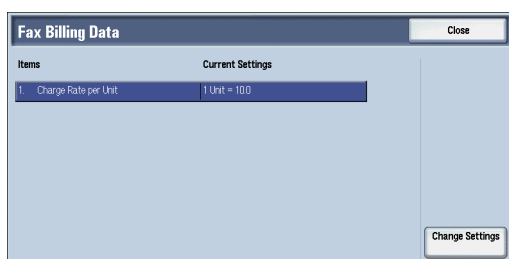 Fax Billing Data
Close
Items Current Settings
1. Charge Rate per Unit 1 Unit = 10.0
Change Settings